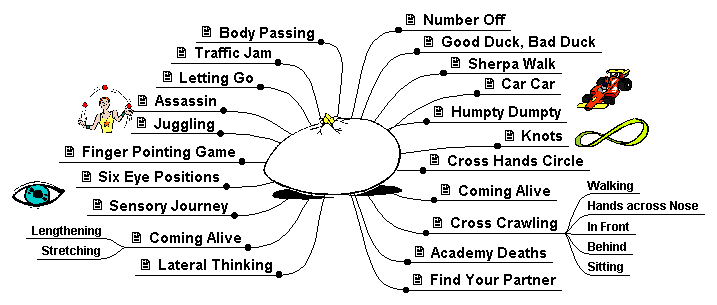 Body Passing
Traffic Jam
Letting Go
Assassin
Juggling
Finger Pointing Game
Six Eye Positions
Sensory Journey
Coming Alive
Lengthening
Stretching
Lateral Thinking
Number Off
Good Duck, Bad Duck
Sherpa Walk
Car Car
Humpty Dumpty
Knots
Cross Hands Circle
Coming Alive
Cross Crawling
Walking
Hands across Nose
In Front
Behind
Sitting
Academy Deaths
Find Your Partner